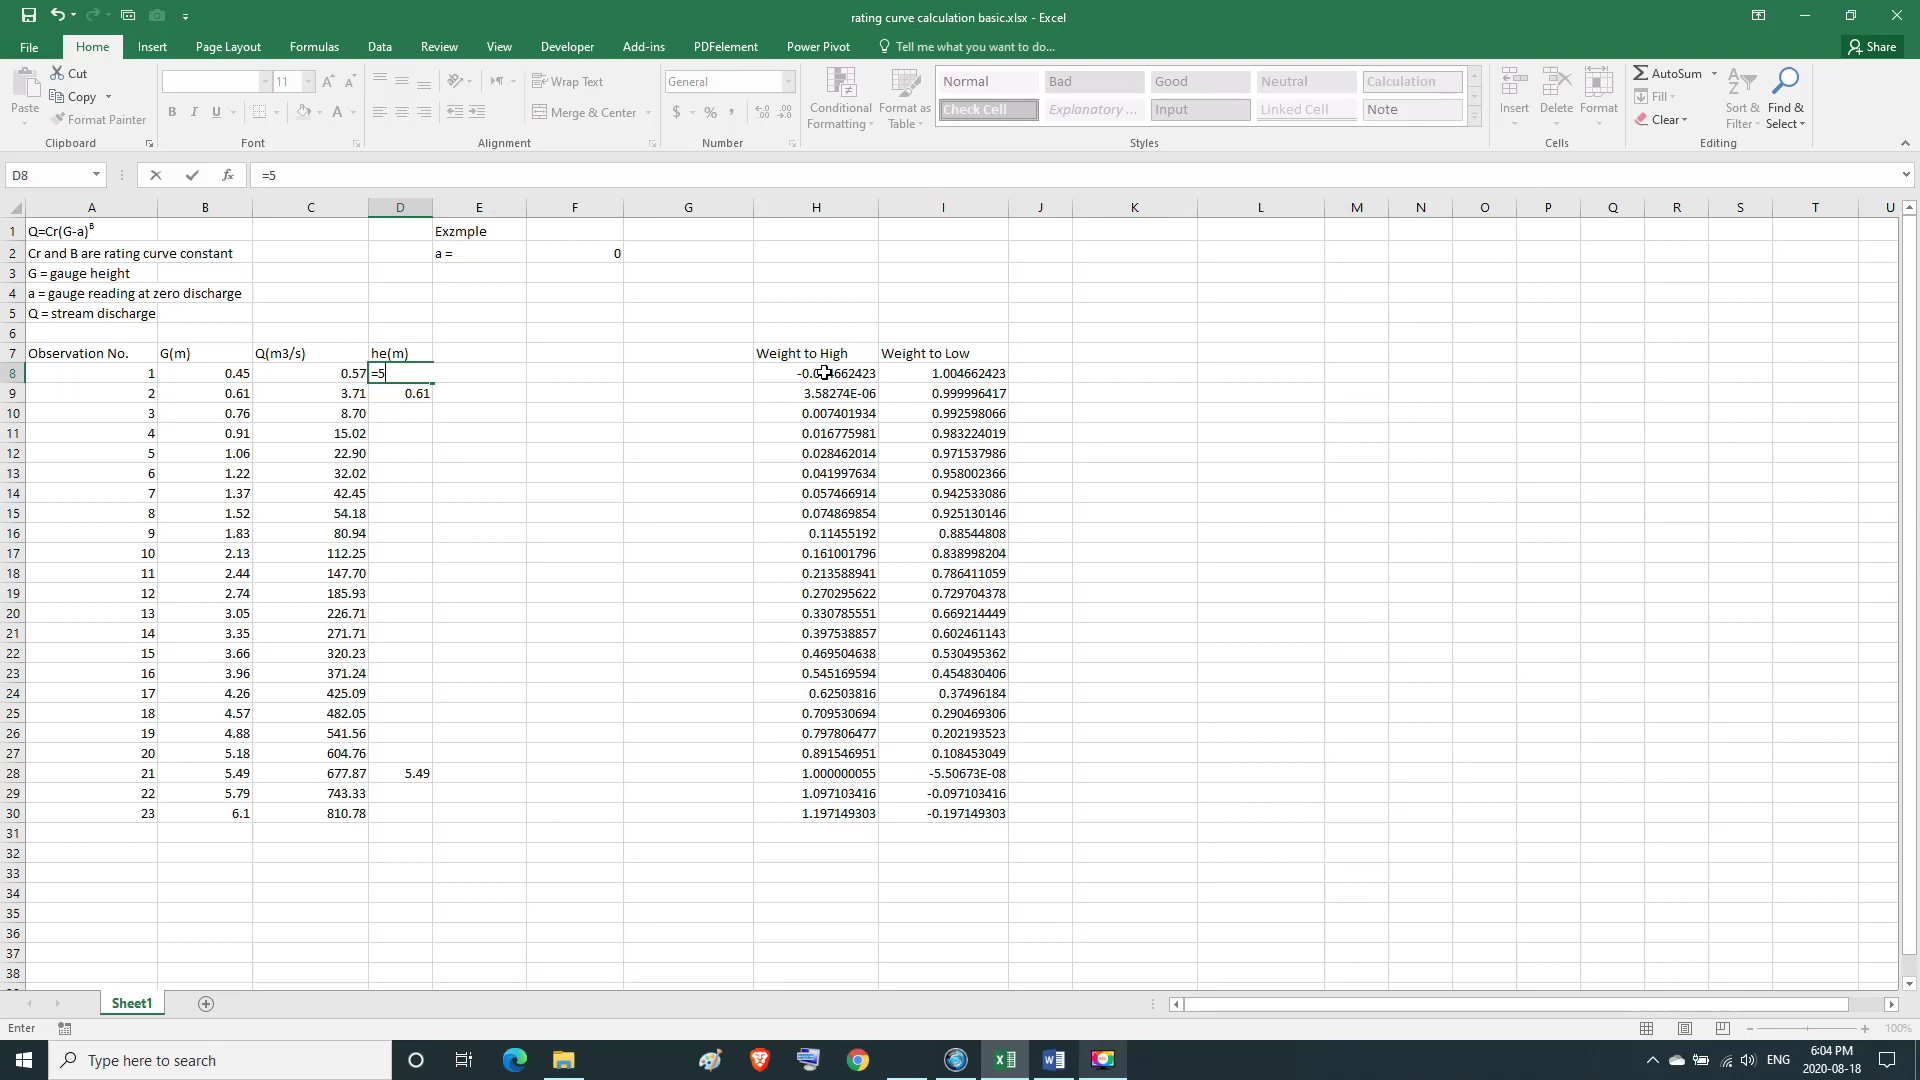 rating curve calculation basic.xlsx - Excel
File Home Insert Page Layout Formulas Data Review View Developer Add-ins PDFelement Power Pivot Tell me what you want to do... Share
Cut
Copy
Format Painter
Paste
Clipboard
11
B I U
Font
Wrap Text
Merge & Center
Alignment
General
$ % ,
Number
Conditional Formatting
Format as Table
Normal Bad Good Neutral Calculation
Check Cell Explanatory ... Input Linked Cell Note
Styles
Insert Delete Format
Cells
AutoSum
Fill
Clear
Sort & Filter
Find & Select
Editing
D8 fx =5
A B C D E F G H I J K L M N O P Q R S T U
1 Q=Cr(G-a)B Exzmple
2 Cr and B are rating curve constant a = 0
3 G = gauge height
4 a = gauge reading at zero discharge
5 Q = stream discharge
6
7 Observation No. G(m) Q(m3/s) he(m) Weight to High Weight to Low
8 1 0.45 0.57 =5 -0.004662423 1.004662423
9 2 0.61 3.71 0.61 3.58274E-06 0.999996417
10 3 0.76 8.70 0.007401934 0.992598066
11 4 0.91 15.02 0.016775981 0.983224019
12 5 1.06 22.90 0.028462014 0.971537986
13 6 1.22 32.02 0.041997634 0.958002366
14 7 1.37 42.45 0.057466914 0.942533086
15 8 1.52 54.18 0.074869854 0.925130146
16 9 1.83 80.94 0.11455192 0.88544808
17 10 2.13 112.25 0.161001796 0.838998204
18 11 2.44 147.70 0.213588941 0.786411059
19 12 2.74 185.93 0.270295622 0.729704378
20 13 3.05 226.71 0.330785551 0.669214449
21 14 3.35 271.71 0.397538857 0.602461143
22 15 3.66 320.23 0.469504638 0.530495362
23 16 3.96 371.24 0.545169594 0.454830406
24 17 4.26 425.09 0.62503816 0.37496184
25 18 4.57 482.05 0.709530694 0.290469306
26 19 4.88 541.56 0.797806477 0.202193523
27 20 5.18 604.76 0.891546951 0.108453049
28 21 5.49 677.87 5.49 1.000000055 -5.50673E-08
29 22 5.79 743.33 1.097103416 -0.097103416
30 23 6.1 810.78 1.197149303 -0.197149303
31
32
33
34
35
36
37
38
Sheet1
Enter 100%
Type here to search
ENG
6:04 PM
2020-08-18